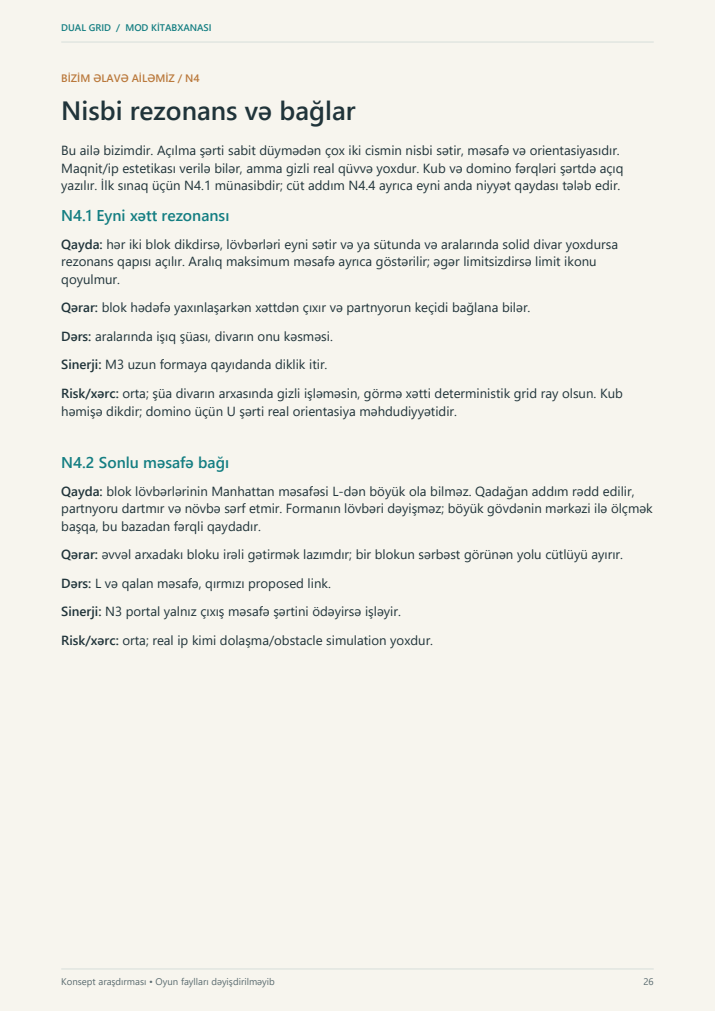 DUAL GRID / MOD KİTABXANASI
BİZİM ƏLAVƏ AİLƏMİZ / N4
Nisbi rezonans və bağlar
Bu ailə bizimdir. Açılma şərti sabit düymədən çox iki cismin nisbi sətir, məsafə və orientasiyasıdır.
Maqnit/ip estetikası verilə bilər, amma gizli real qüvvə yoxdur. Kub və domino fərqləri şərtdə açıq
yazılır. İlk sınaq üçün N4.1 münasibdir; cüt addım N4.4 ayrıca eyni anda niyyət qaydası tələb edir.
N4.1 Eyni xətt rezonansı
Qayda: hər iki blok dikdirsə, lövbərləri eyni sətir və ya sütunda və aralarında solid divar yoxdursa
rezonans qapısı açılır. Aralıq maksimum məsafə ayrıca göstərilir; əgər limitsizdirsə limit ikonu
qoyulmur.
Qərar: blok hədəfə yaxınlaşarkən xəttdən çıxır və partnyorun keçidi bağlana bilər.
Dərs: aralarında işıq şüası, divarın onu kəsməsi.
Sinerji: M3 uzun formaya qayıdanda diklik itir.
Risk/xərc: orta; şüa divarın arxasında gizli işləməsin, görmə xətti deterministik grid ray olsun. Kub
həmişə dikdir; domino üçün U şərti real orientasiya məhdudiyyətidir.
N4.2 Sonlu məsafə bağı
Qayda: blok lövbərlərinin Manhattan məsafəsi L-dən böyük ola bilməz. Qadağan addım rədd edilir,
partnyoru dartmır və növbə sərf etmir. Formanın lövbəri dəyişməz; böyük gövdənin mərkəzi ilə ölçmək
başqa, bu bazadan fərqli qaydadır.
Qərar: əvvəl arxadakı bloku irəli gətirmək lazımdır; bir blokun sərbəst görünən yolu cütlüyü ayırır.
Dərs: L və qalan məsafə, qırmızı proposed link.
Sinerji: N3 portal yalnız çıxış məsafə şərtini ödəyirsə işləyir.
Risk/xərc: orta; real ip kimi dolaşma/obstacle simulation yoxdur.
Konsept araşdırması • Oyun faylları dəyişdirilməyib
26